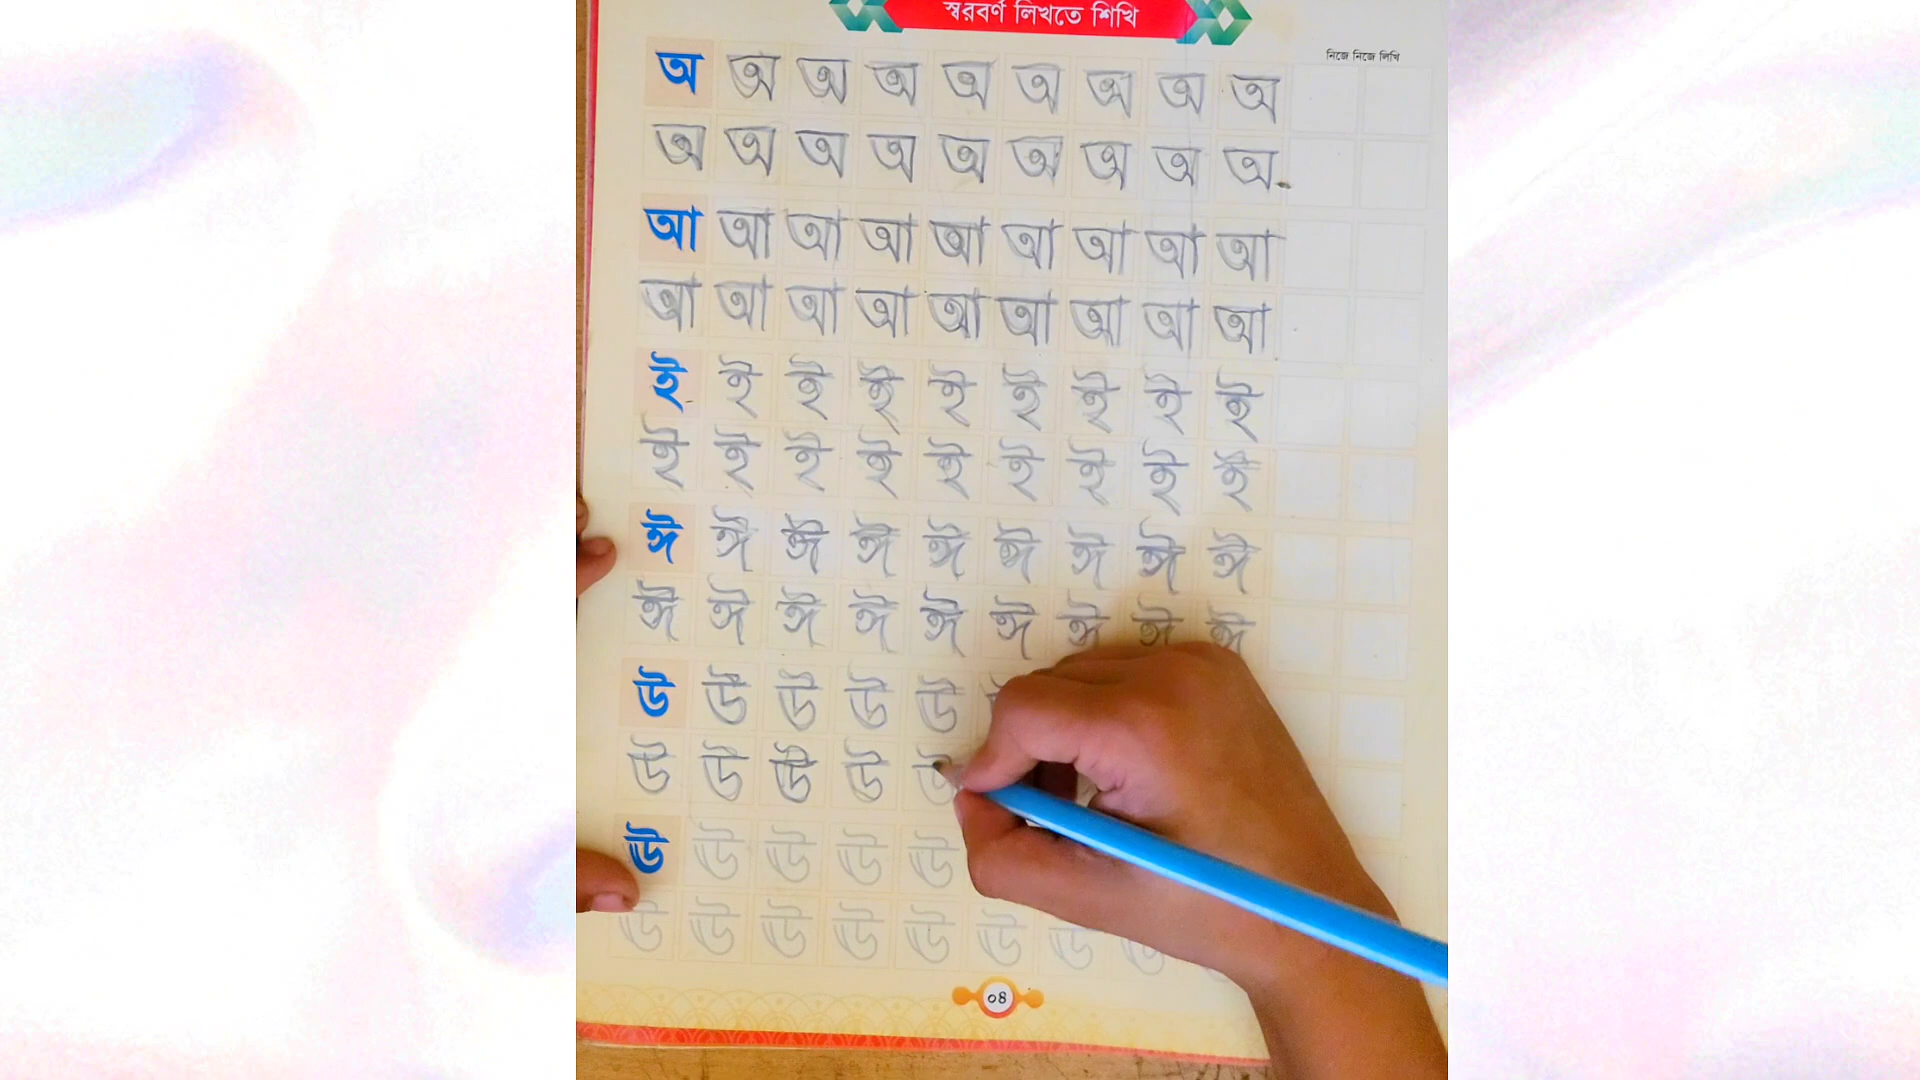 স্বরবর্ণ লিখতে শিখি
নিজে নিজে লিখি
অ অ অ অ অ অ অ অ অ
অ অ অ অ অ অ অ অ অ
আ আ আ আ আ আ আ আ আ
আ আ আ আ আ আ আ আ আ
ই ই ই ই ই ই ই ই ই
ই ই ই ই ই ই ই ই ই
ঈ ঈ ঈ ঈ ঈ ঈ ঈ ঈ ঈ
ঈ ঈ ঈ ঈ ঈ ঈ ঈ ঈ ঈ
উ উ উ উ উ
উ উ উ উ উ
ঊ ঊ ঊ ঊ ঊ
ঊ ঊ ঊ ঊ ঊ ঊ ঊ ঊ
০৪